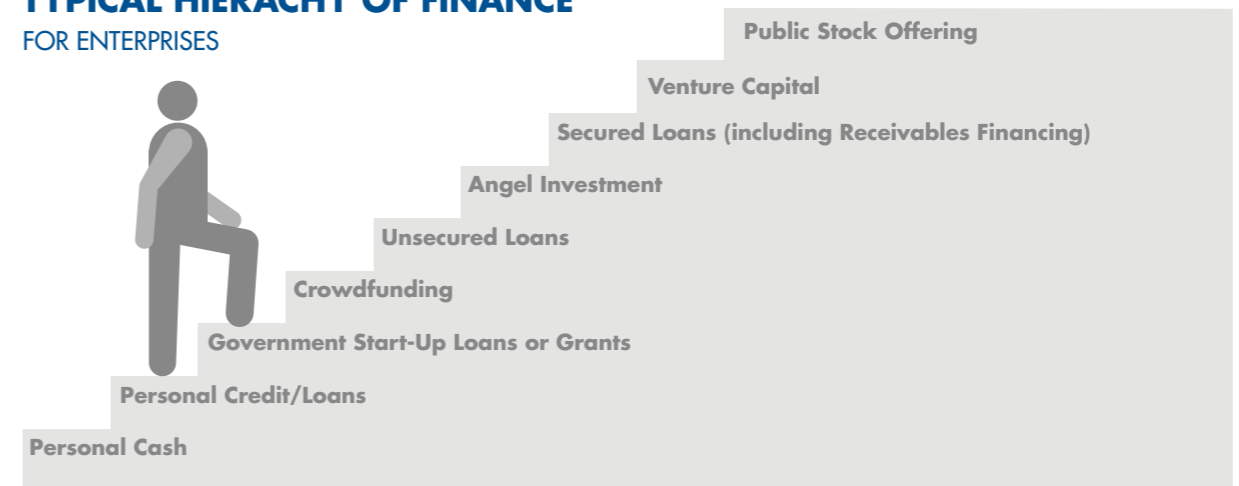 TYPICAL HIERACHY OF FINANCE
FOR ENTERPRISES
Public Stock Offering
Venture Capital
Secured Loans (including Receivables Financing)
Angel Investment
Unsecured Loans
Crowdfunding
Government Start-Up Loans or Grants
Personal Credit/Loans
Personal Cash